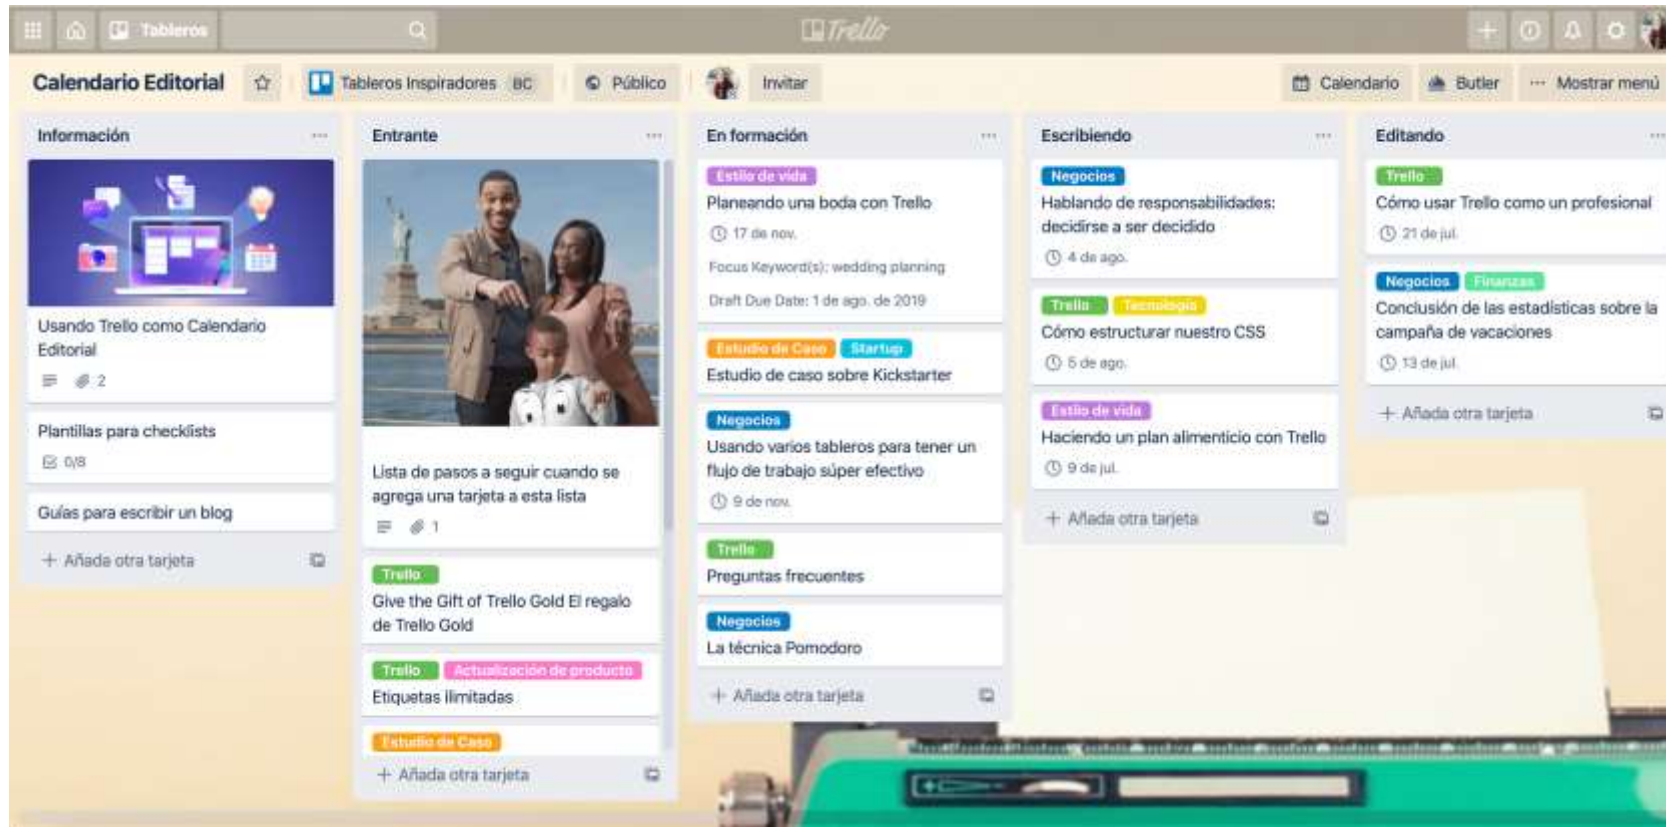 Tableros
Trello
Calendario Editorial
Tableros Inspiradores BC
Público
Invitar
Calendario
Butler
Mostrar menú
Información
Usando Trello como Calendario
Editorial
2
Plantillas para checklists
0/8
Guías para escribir un blog
+ Añada otra tarjeta
Entrante
Lista de pasos a seguir cuando se
agrega una tarjeta a esta lista
1
Trello
Give the Gift of Trello Gold El regalo
de Trello Gold
Trello Actualización de producto
Etiquetas ilimitadas
Estudio de Caso
+ Añada otra tarjeta
En formación
Estilo de vida
Planeando una boda con Trello
17 de nov.
Focus Keyword(s): wedding planning
Draft Due Date: 1 de ago. de 2019
Estudio de Caso Startup
Estudio de caso sobre Kickstarter
Negocios
Usando varios tableros para tener un
flujo de trabajo súper efectivo
9 de nov.
Trello
Preguntas frecuentes
Negocios
La técnica Pomodoro
+ Añada otra tarjeta
Escribiendo
Negocios
Hablando de responsabilidades:
decidirse a ser decidido
4 de ago.
Trello Tecnología
Cómo estructurar nuestro CSS
5 de ago.
Estilo de vida
Haciendo un plan alimenticio con Trello
9 de jul.
+ Añada otra tarjeta
Editando
Trello
Cómo usar Trello como un profesional
21 de jul.
Negocios Finanzas
Conclusión de las estadísticas sobre la
campaña de vacaciones
13 de jul.
+ Añada otra tarjeta